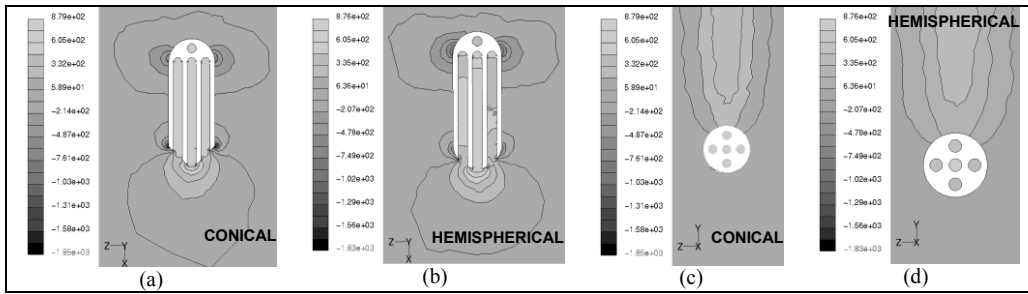 8.79e+02
6.05e+02
3.32e+02
5.89e+01
-2.14e+02
-4.87e+02
-7.61e+02
-1.03e+03
-1.31e+03
-1.58e+03
-1.85e+03
Z Y
X
CONICAL
(a)
8.76e+02
6.05e+02
3.35e+02
6.36e+01
-2.07e+02
-4.78e+02
-7.49e+02
-1.02e+03
-1.29e+03
-1.56e+03
-1.83e+03
Z Y
X
HEMISPHERICAL
(b)
8.79e+02
6.05e+02
3.32e+02
5.89e+01
-2.14e+02
-4.87e+02
-7.61e+02
-1.03e+03
-1.31e+03
-1.58e+03
-1.85e+03
Y
Z X
CONICAL
(c)
8.76e+02
6.05e+02
3.35e+02
6.36e+01
-2.07e+02
-4.78e+02
-7.49e+02
-1.02e+03
-1.29e+03
-1.56e+03
-1.83e+03
HEMISPHERICAL
Y
Z X
(d)